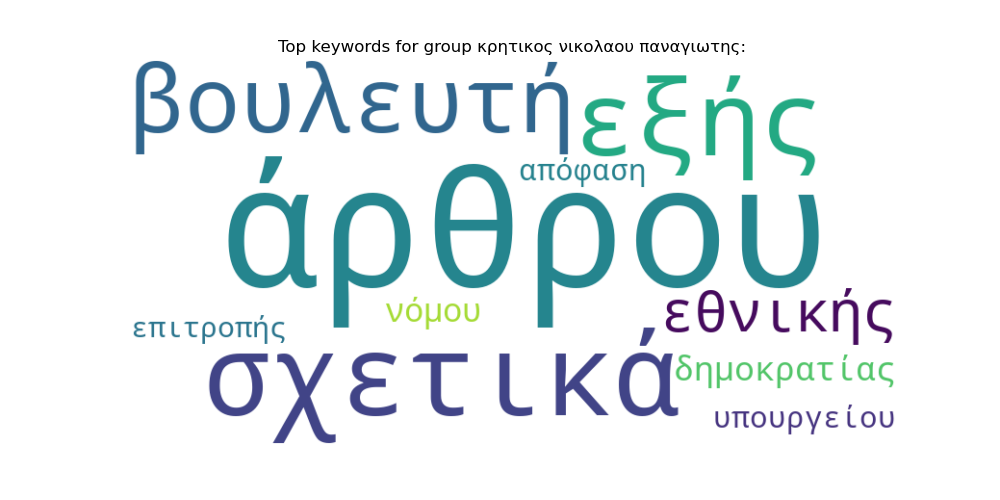 Top keywords for group κρητικος νικολαου παναγιωτης:
βουλευτή
εξής
απόφαση
άρθρου
νόμου
εθνικής
επιτροπής
σχετικά
δημοκρατίας
υπουργείου